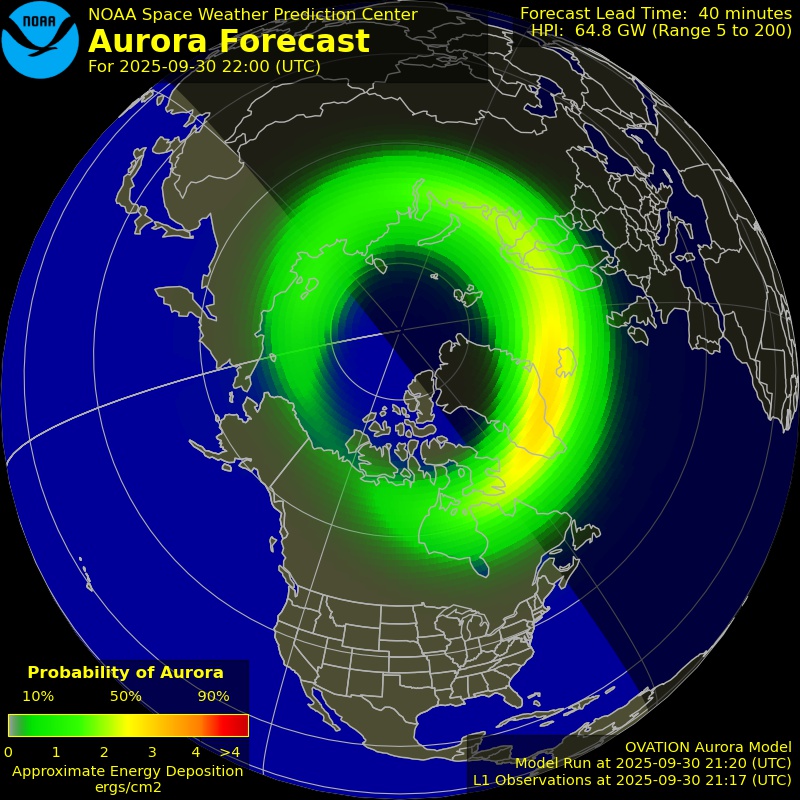 NOAA
NOAA Space Weather Prediction Center
Aurora Forecast
For 2025-09-30 22:00 (UTC)
Forecast Lead Time: 40 minutes
HPI: 64.8 GW (Range 5 to 200)
Probability of Aurora
10% 50% 90%
0 1 2 3 4 >4
Approximate Energy Deposition
ergs/cm2
OVATION Aurora Model
Model Run at 2025-09-30 21:20 (UTC)
L1 Observations at 2025-09-30 21:17 (UTC)